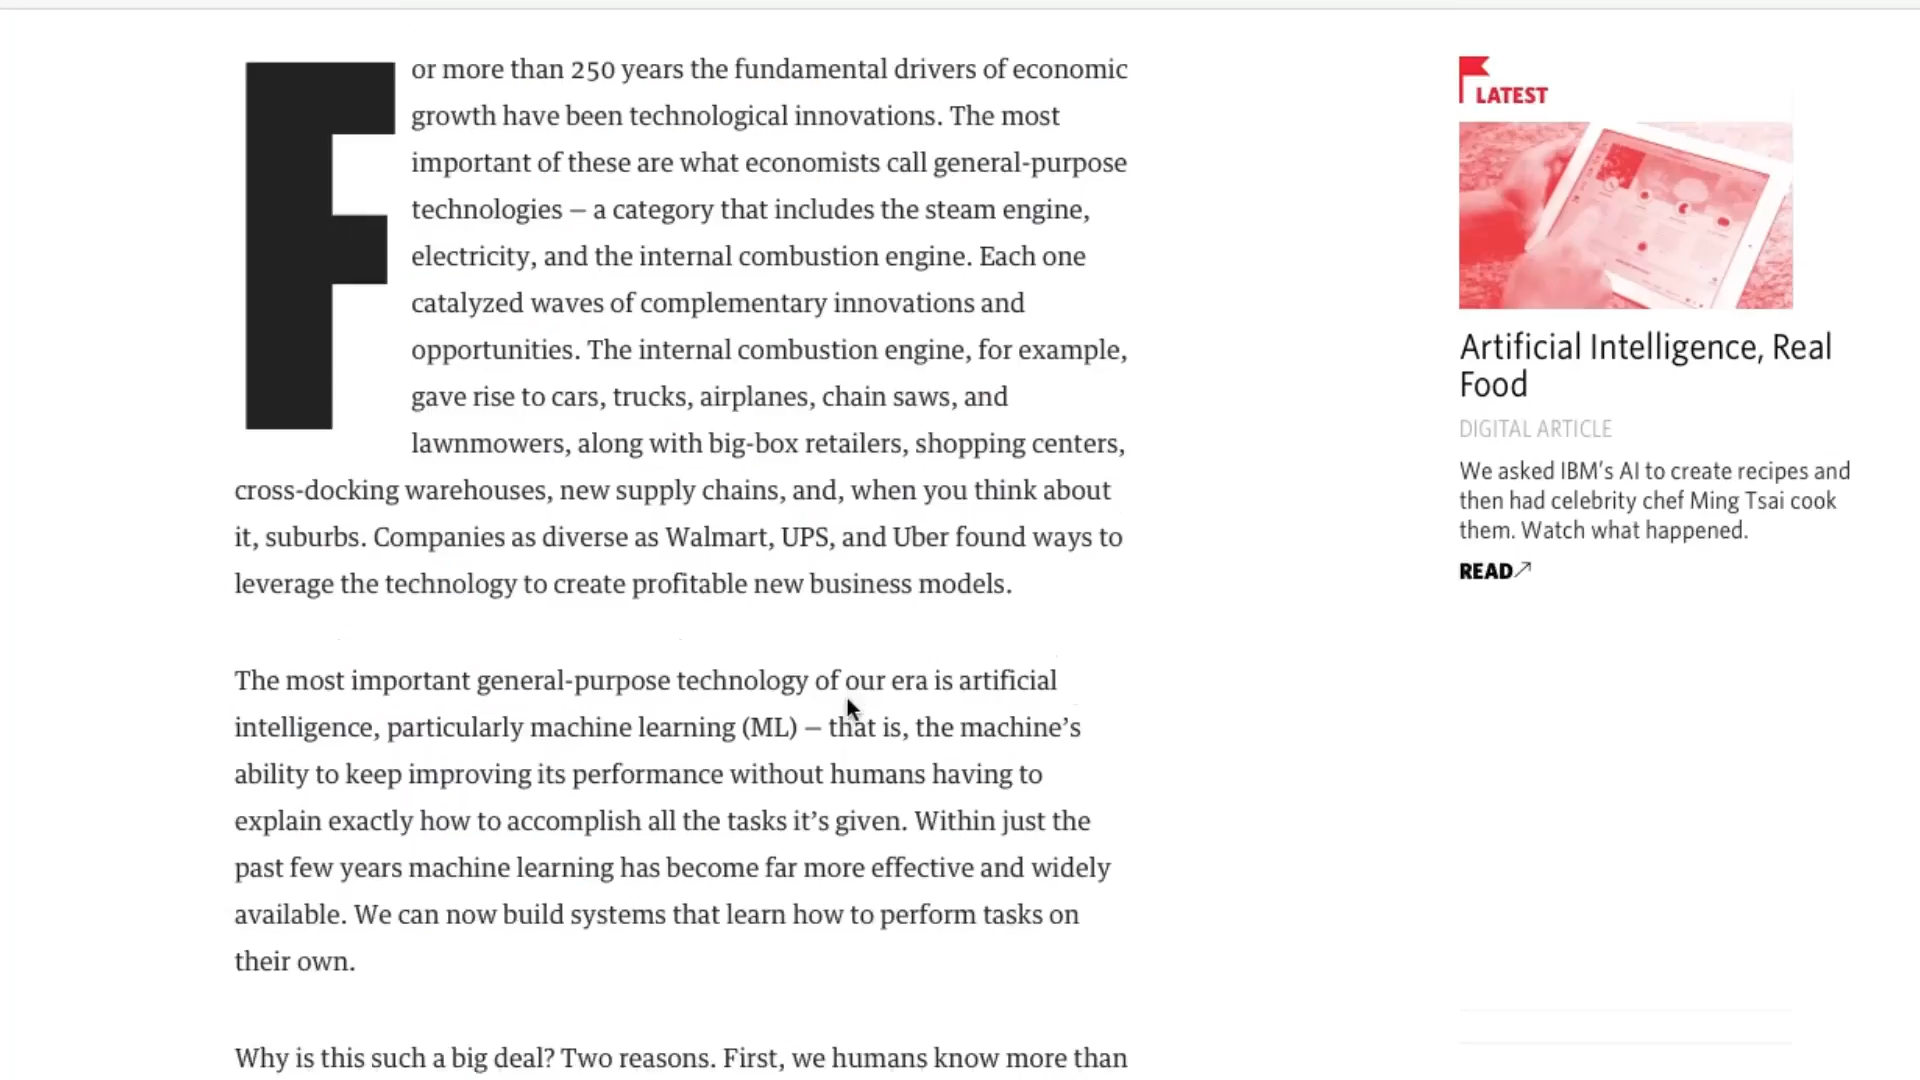 For more than 250 years the fundamental drivers of economic
growth have been technological innovations. The most
important of these are what economists call general-purpose
technologies – a category that includes the steam engine,
electricity, and the internal combustion engine. Each one
catalyzed waves of complementary innovations and
opportunities. The internal combustion engine, for example,
gave rise to cars, trucks, airplanes, chain saws, and
lawnmowers, along with big-box retailers, shopping centers,
cross-docking warehouses, new supply chains, and, when you think about
it, suburbs. Companies as diverse as Walmart, UPS, and Uber found ways to
leverage the technology to create profitable new business models.
The most important general-purpose technology of our era is artificial
intelligence, particularly machine learning (ML) – that is, the machine’s
ability to keep improving its performance without humans having to
explain exactly how to accomplish all the tasks it’s given. Within just the
past few years machine learning has become far more effective and widely
available. We can now build systems that learn how to perform tasks on
their own.
Why is this such a big deal? Two reasons. First, we humans know more than
LATEST
Artificial Intelligence, Real
Food
DIGITAL ARTICLE
We asked IBM’s AI to create recipes and
then had celebrity chef Ming Tsai cook
them. Watch what happened.
READ